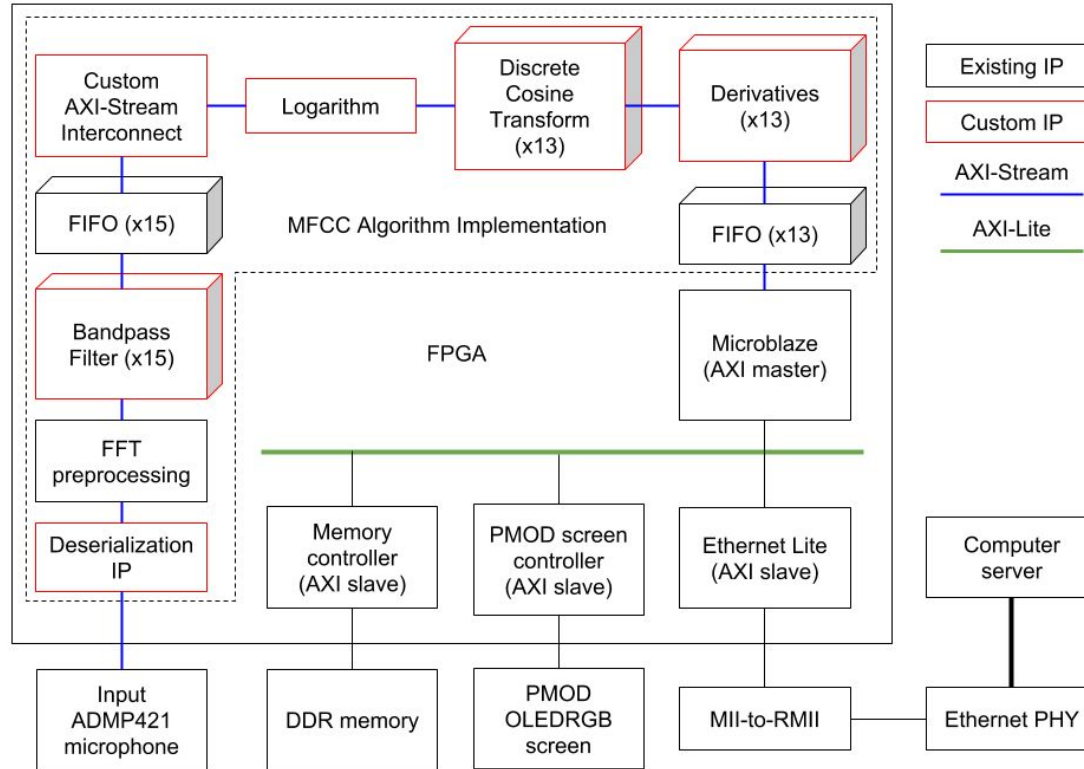 Custom
AXI-Stream
Interconnect
Logarithm
Discrete
Cosine
Transform
(x13)
Derivatives
(x13)
Existing IP
Custom IP
AXI-Stream
AXI-Lite
FIFO (x15)
MFCC Algorithm Implementation
FIFO (x13)
Bandpass
Filter (x15)
FPGA
Microblaze
(AXI master)
FFT
preprocessing
Deserialization
IP
Memory
controller
(AXI slave)
PMOD screen
controller
(AXI slave)
Ethernet Lite
(AXI slave)
Computer
server
Input
ADMP421
microphone
DDR memory
PMOD
OLEDRGB
screen
MII-to-RMII
Ethernet PHY